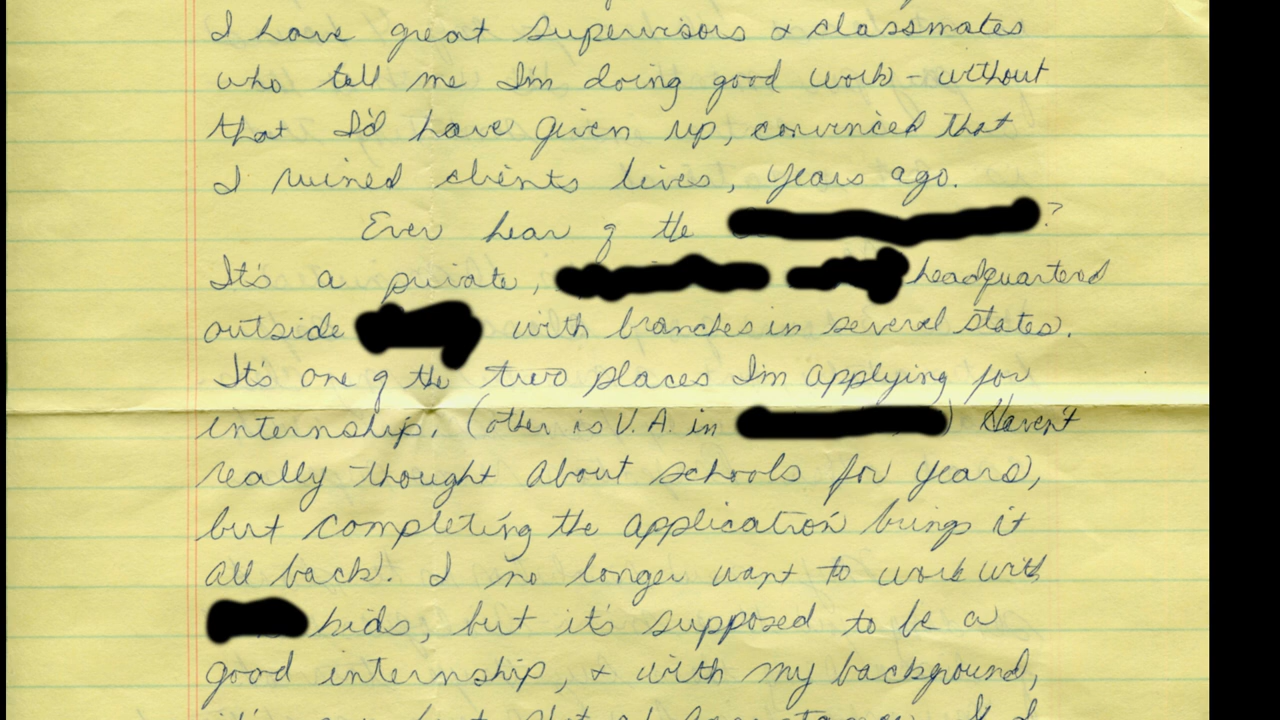 I have great supervisors & classmates
who tell me I'm doing good work - without
that I'd have given up, convinced that
I ruined clients lives, years ago.
Ever hear of the ?
It's a private, headquartered
outside with branches in several states.
It's one of the two places I'm applying for
internship. (other is V.A. in ) Haven't
really thought about schools for years,
but completing the application brings it
all back. I no longer want to work with
kids, but it's supposed to be a
good internship, & with my background,